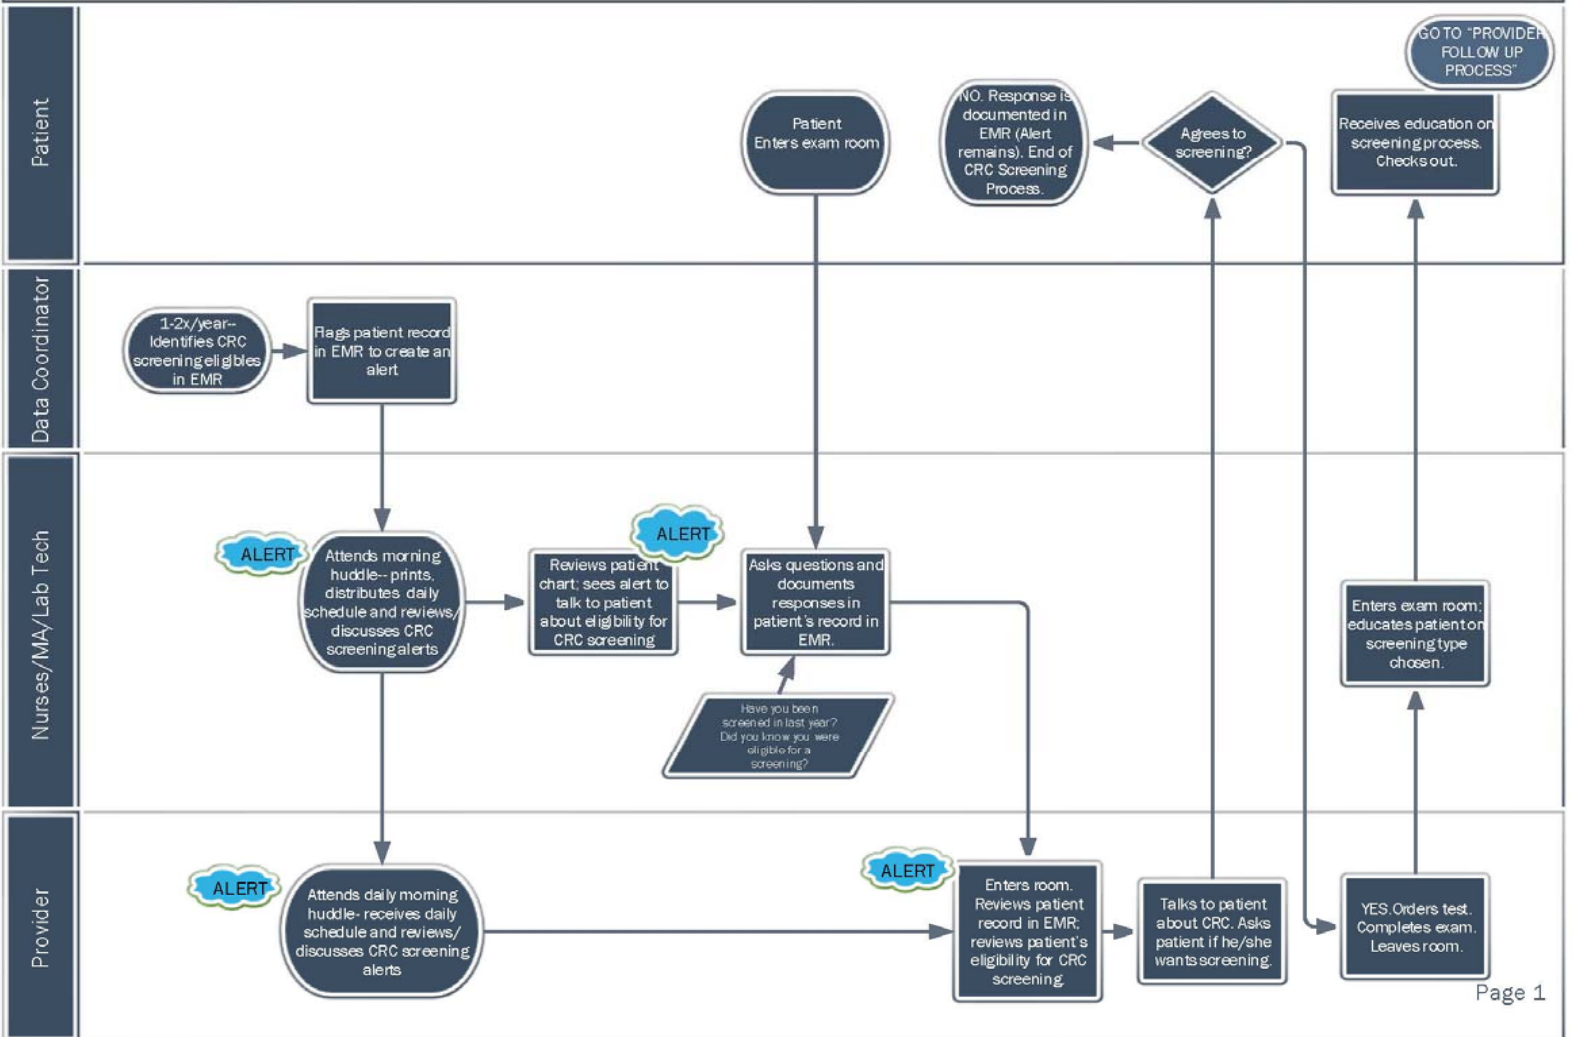 Patient
GO TO "PROVIDER
FOLLOW UP
PROCESS"
Patient
Enters exam room
NO. Response is
documented in
EMR (Alert
remains). End of
CRC Screening
Process.
Agrees to
screening?
Receives education on
screening process.
Checks out.
Data Coordinator
1-2x/year--
Identifies CRC
screening eligibles
in EMR
Flags patient record
in EMR to create an
alert
Nurses/MA/Lab Tech
ALERT
Attends morning
huddle-- prints,
distributes daily
schedule and reviews/
discusses CRC
screening alerts
ALERT
Reviews patient
chart; sees alert to
talk to patient
about eligibility for
CRC screening
Asks questions and
documents
responses in
patient's record in
EMR.
Have you been
screened in last year?
Did you know you were
eligible for a
screening?
Enters exam room;
educates patient on
screening type
chosen.
Provider
ALERT
Attends daily morning
huddle- receives daily
schedule and reviews/
discusses CRC screening
alerts
ALERT
Enters room.
Reviews patient
record in EMR;
reviews patient's
eligibility for CRC
screening.
Talks to patient
about CRC. Asks
patient if he/she
wants screening.
YES. Orders test.
Completes exam.
Leaves room.
Page 1